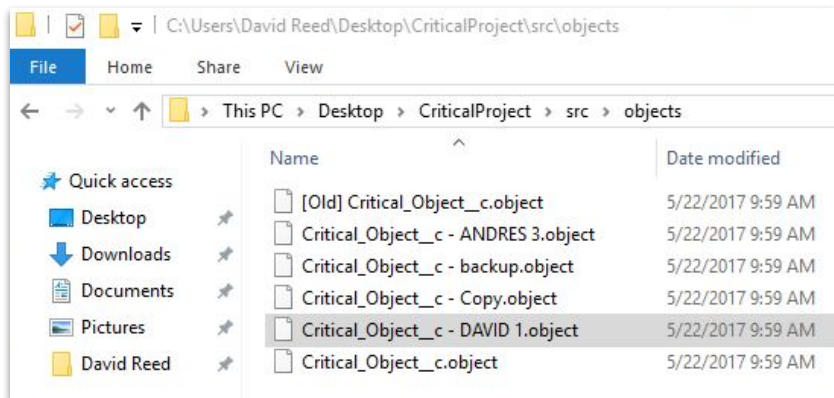 C:\Users\David Reed\Desktop\CriticalProject\src\objects
File Home Share View
This PC > Desktop > CriticalProject > src > objects
Name Date modified
Quick access
Desktop
Downloads
Documents
Pictures
David Reed
[Old] Critical_Object__c.object 5/22/2017 9:59 AM
Critical_Object__c - ANDRES 3.object 5/22/2017 9:59 AM
Critical_Object__c - backup.object 5/22/2017 9:59 AM
Critical_Object__c - Copy.object 5/22/2017 9:59 AM
Critical_Object__c - DAVID 1.object 5/22/2017 9:59 AM
Critical_Object__c.object 5/22/2017 9:59 AM